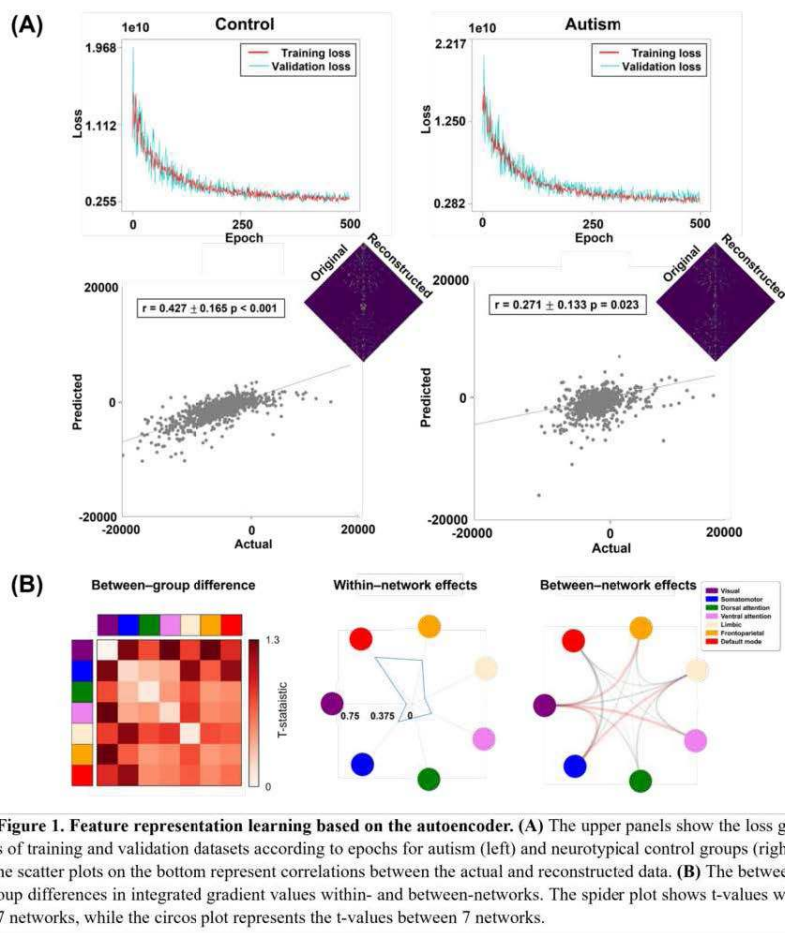 (A)
Control
1e10
1.968
1.112
0.255
Loss
Training loss
Validation loss
0
250
500
Epoch
Autism
1e10
2.217
1.250
0.282
Loss
Training loss
Validation loss
0
250
500
Epoch
Original
Reconstructed
20000
0
-20000
Predicted
r = 0.427 ± 0.165 p < 0.001
-20000
0
20000
Actual
Original
Reconstructed
20000
0
-20000
Predicted
r = 0.271 ± 0.133 p = 0.023
-20000
0
20000
Actual
(B)
Between–group difference
1.3
T-stataistic
0
Within–network effects
0.75 0.375 0
Between–network effects
Visual
Somatomotor
Dorsal attention
Ventral attention
Limbic
Frontoparietal
Default mode
Figure 1. Feature representation learning based on the autoencoder. (A) The upper panels show the loss g
s of training and validation datasets according to epochs for autism (left) and neurotypical control groups (righ
he scatter plots on the bottom represent correlations between the actual and reconstructed data. (B) The betwee
oup differences in integrated gradient values within- and between-networks. The spider plot shows t-values w
7 networks, while the circos plot represents the t-values between 7 networks.